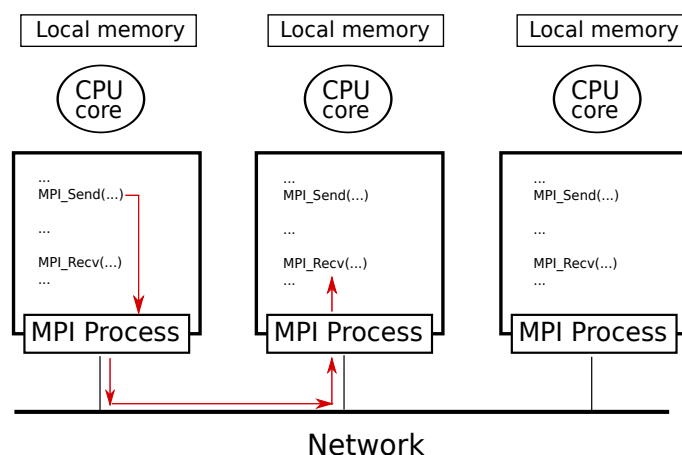 Local memory
Local memory
Local memory
CPU
core
CPU
core
CPU
core
...
MPI_Send(...)
...
MPI_Recv(...)
...
MPI Process
...
MPI_Send(...)
...
MPI_Recv(...)
...
MPI Process
...
MPI_Send(...)
...
MPI_Recv(...)
...
MPI Process
Network